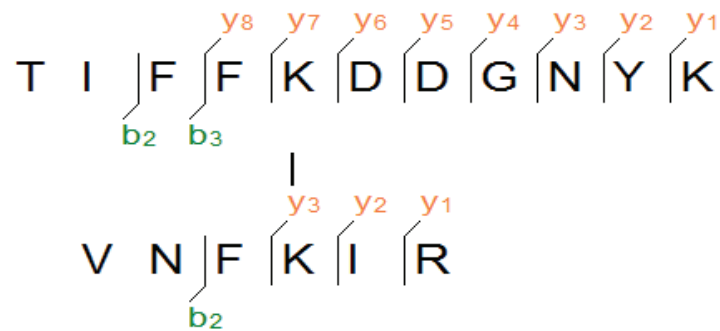 y8 y7 y6 y5 y4 y3 y2 y1
T I F F K D D G N Y K
b2 b3
y3 y2 y1
V N F K I R
b2